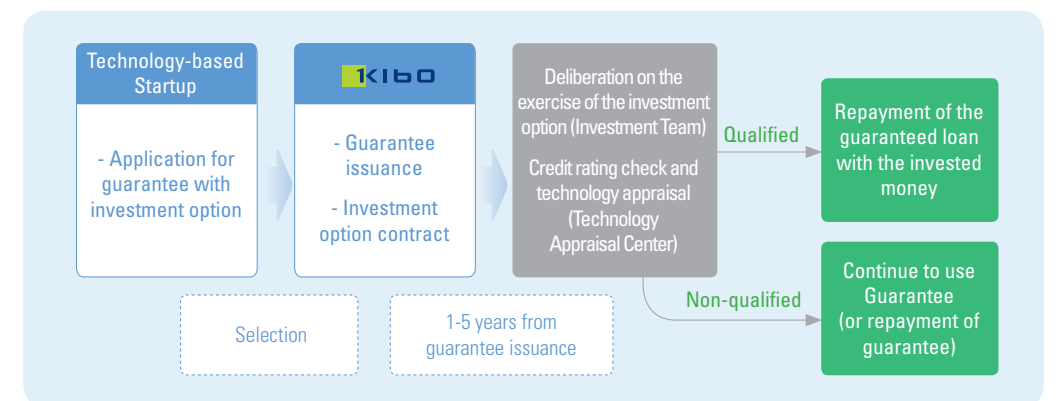 Technology-based
Startup
- Application for
guarantee with
investment option
KIBO
- Guarantee
issuance
- Investment
option contract
Deliberation on the
exercise of the investment
option (Investment Team)
Credit rating check and
technology appraisal
(Technology
Appraisal Center)
Qualified
Repayment of the
guaranteed loan
with the invested
money
Non-qualified
Continue to use
Guarantee
(or repayment of
guarantee)
Selection
1-5 years from
guarantee issuance